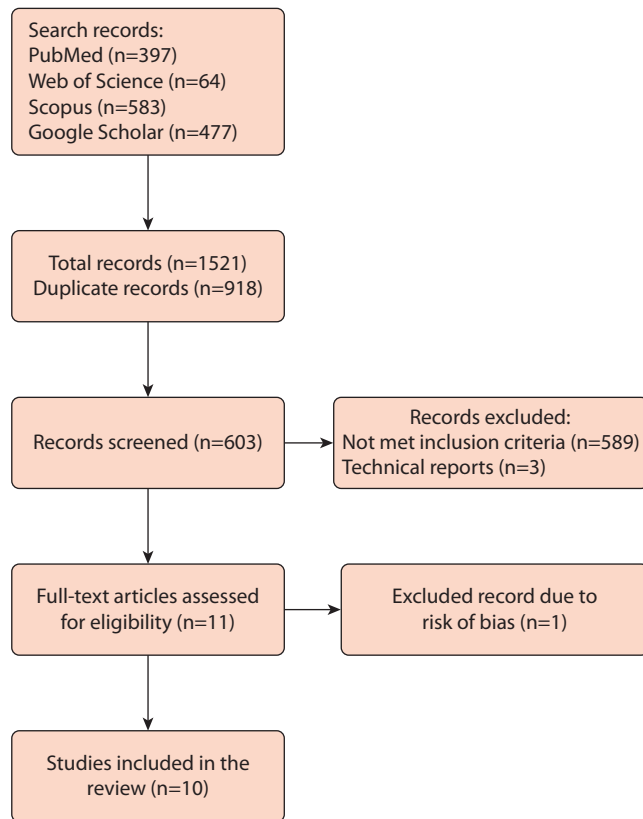 Search records:
PubMed (n=397)
Web of Science (n=64)
Scopus (n=583)
Google Scholar (n=477)
Total records (n=1521)
Duplicate records (n=918)
Records screened (n=603)
Records excluded:
Not met inclusion criteria (n=589)
Technical reports (n=3)
Full-text articles assessed
for eligibility (n=11)
Excluded record due to
risk of bias (n=1)
Studies included in the
review (n=10)